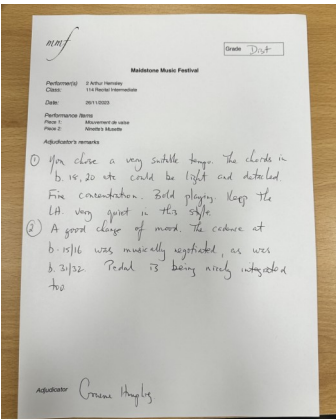 mmf
Grade Dist
Maidstone Music Festival
Performer(s) 2 Arthur Hemsley
Class: 114 Recital Intermediate
Date: 26/11/2023
Performance Items
Piece 1: Mouvement de valse
Piece 2: Ninette's Musette
Adjudicator's remarks
① You chose a very suitable tempo. The chords in
b. 18, 20 etc could be light and detached.
Fine concentration. Bold playing. Keep the
LH very quiet in this style.
② A good change of mood. The cadence at
b. 15/16 was musically negotiated, as was
b. 31/32. Pedal is being nicely integrated
too.
Adjudicator